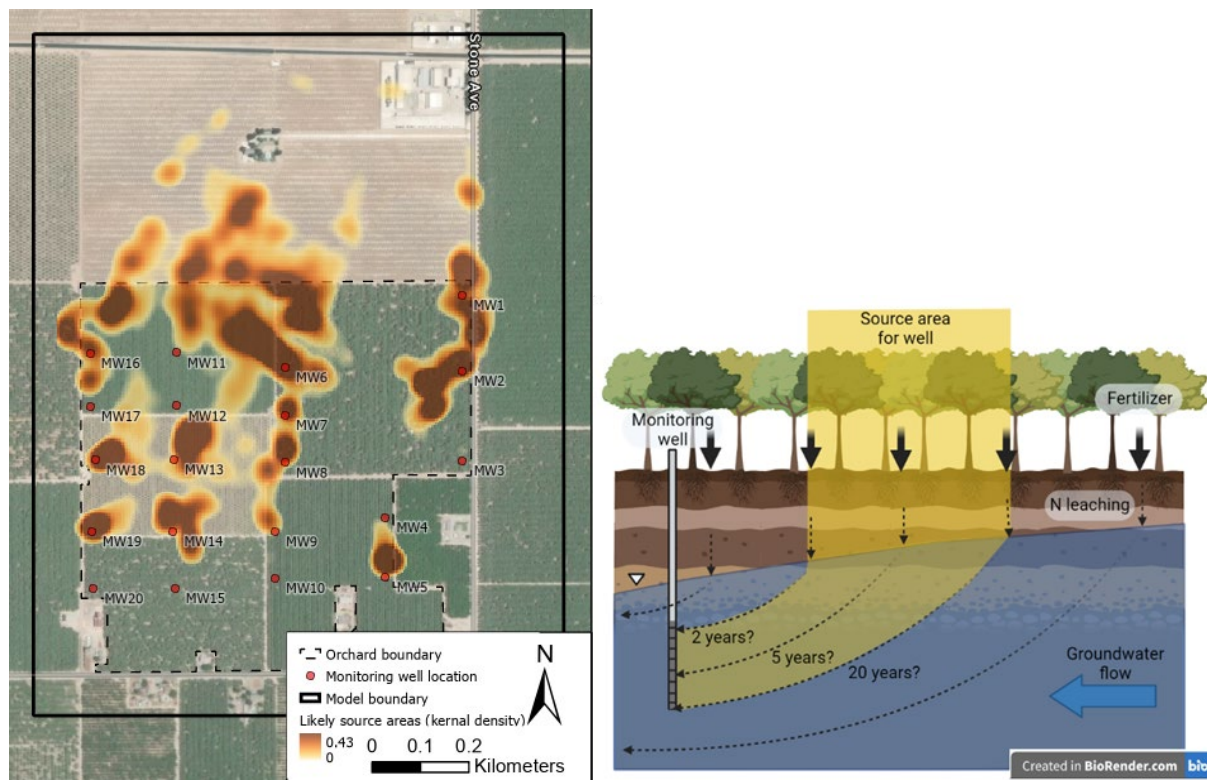 Stone Ave
MW1
MW16
MW11
MW6
MW2
MW17
MW12
MW7
MW18
MW13
MW8
MW3
MW4
MW19
MW14
MW9
MW10
MW5
MW20
MW15
Orchard boundary
Monitoring well location
Model boundary
Likely source areas (kernal density)
0.43
0
N
0 0.1 0.2
Kilometers
Source area
for well
Fertilizer
Monitoring
well
N leaching
2 years?
5 years?
20 years?
Groundwater
flow
Created in BioRender.com bio